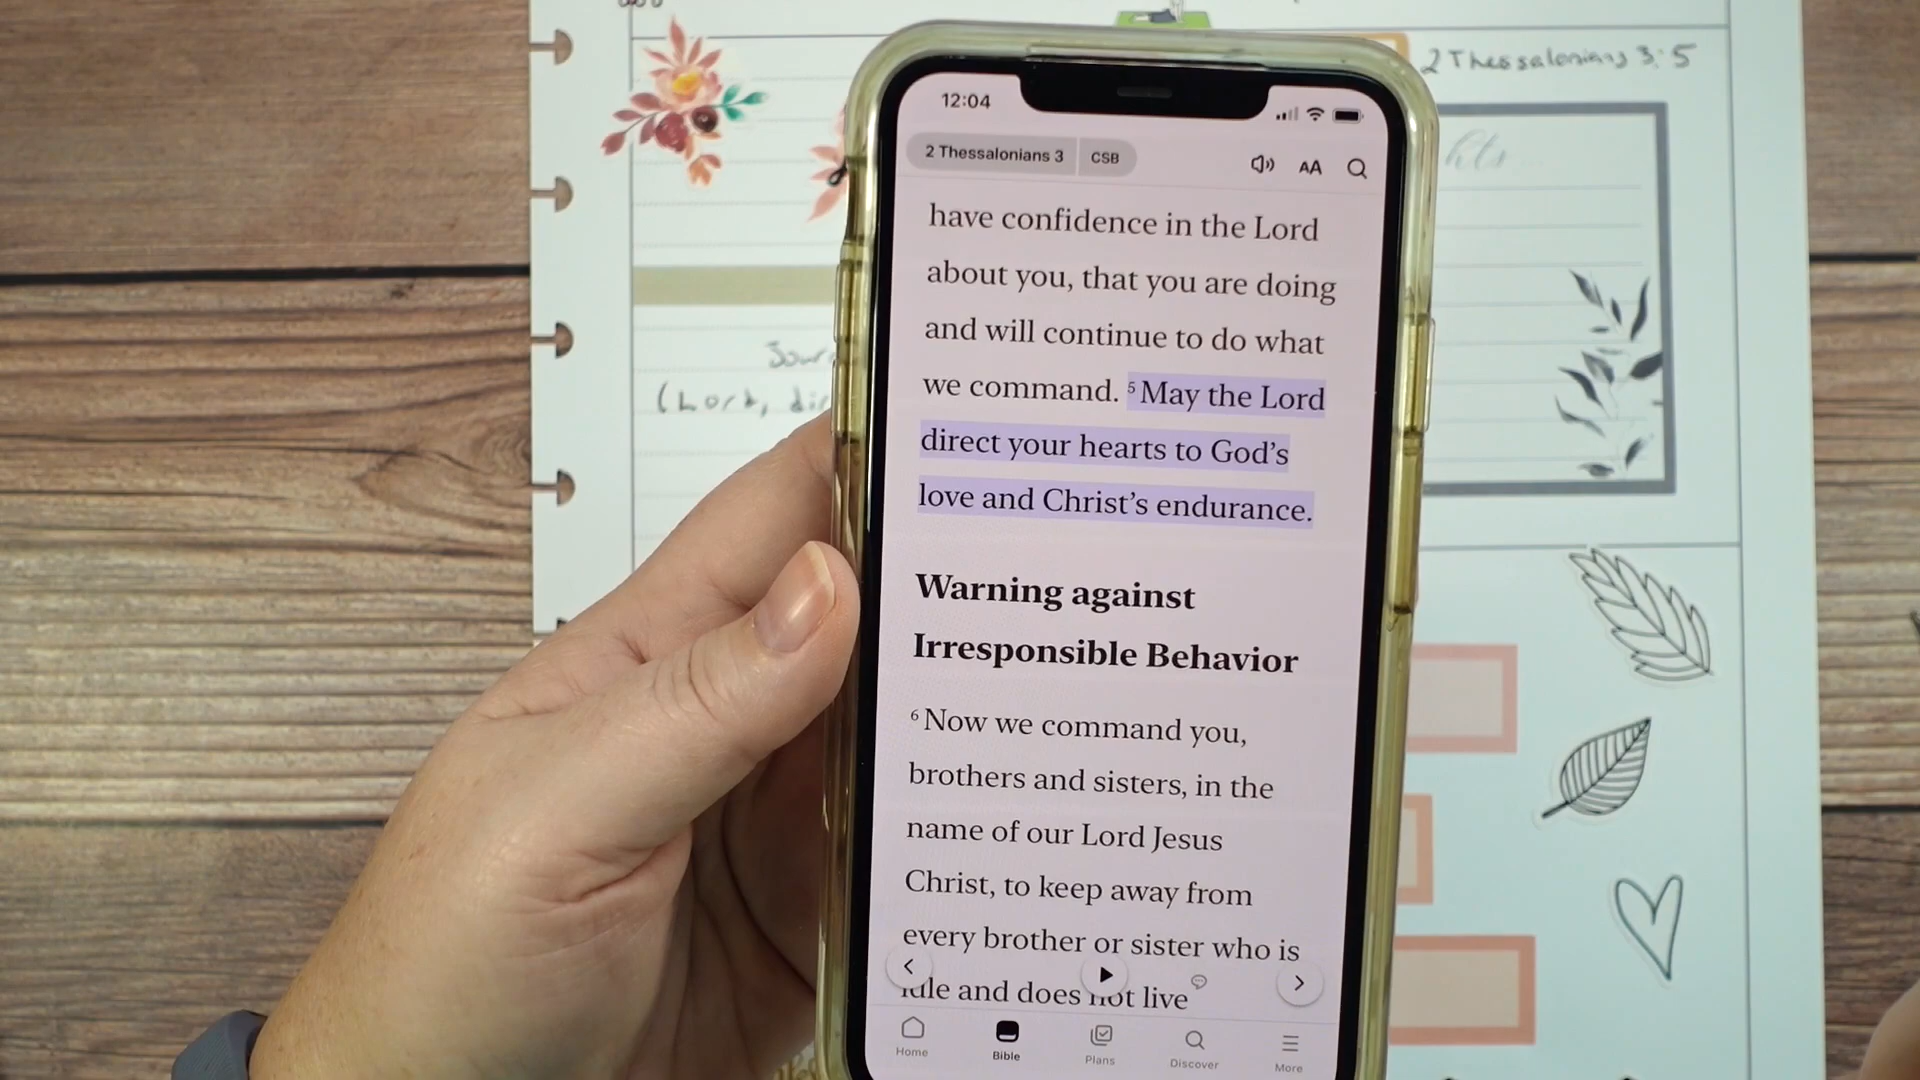 2 Thessalonians 3:5
12:04
2 Thessalonians 3 CSB
AA
have confidence in the Lord
about you, that you are doing
and will continue to do what
we command. 5 May the Lord
direct your hearts to God’s
love and Christ’s endurance.
Warning against
Irresponsible Behavior
6 Now we command you,
brothers and sisters, in the
name of our Lord Jesus
Christ, to keep away from
every brother or sister who is
idle and does not live
Home Bible Plans Discover More